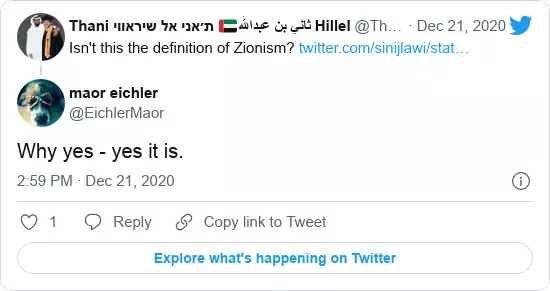 Thani ת׳אני אל שיראווי 🇦🇪ثاني بن عبدالله Hillel @Th… · Dec 21, 2020
Isn't this the definition of Zionism? twitter.com/sinijlawi/stat…
maor eichler
@EichlerMaor
Why yes - yes it is.
2:59 PM · Dec 21, 2020
1 Reply Copy link to Tweet
Explore what's happening on Twitter